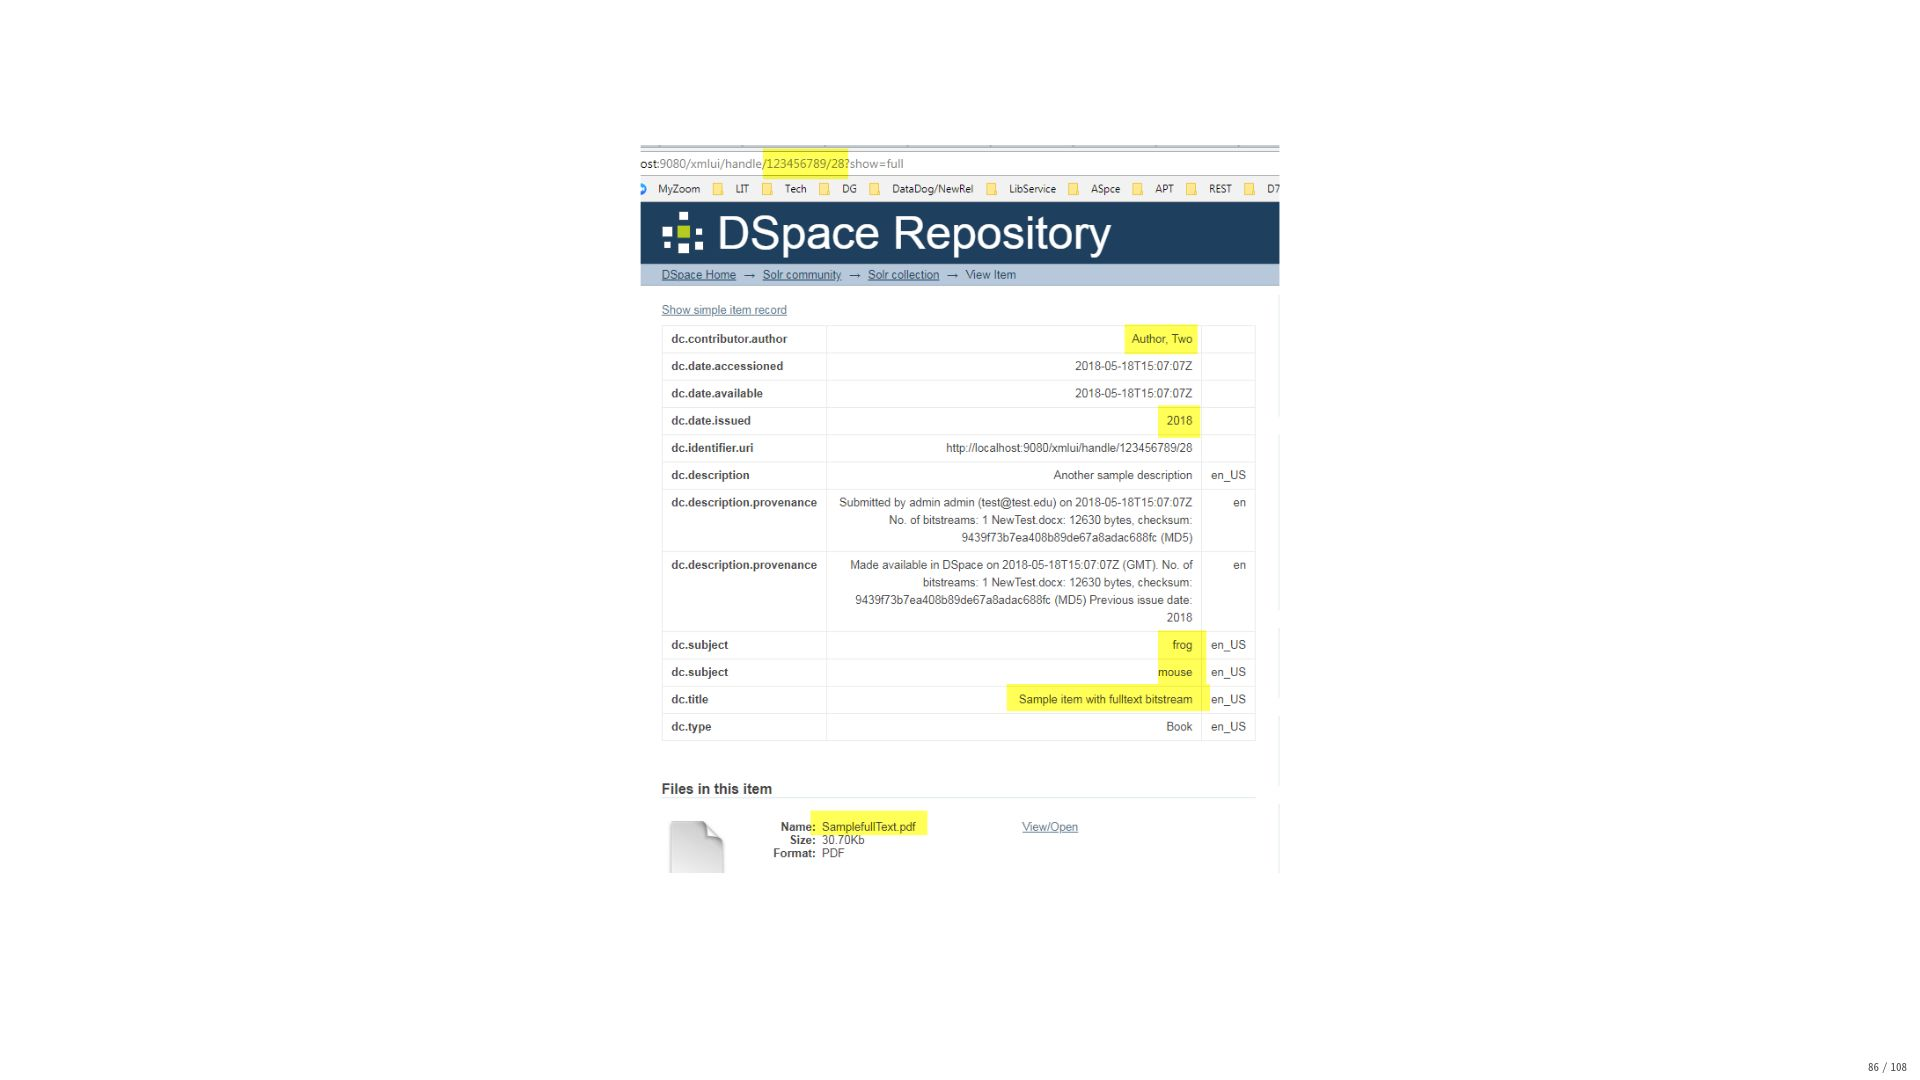 ost:9080/xmlui/handle/123456789/28?show=full
MyZoom LIT Tech DG DataDog/NewRel LibService ASpce APT REST D7
DSpace Repository
DSpace Home → Solr community → Solr collection → View Item
Show simple item record
dc.contributor.author Author, Two
dc.date.accessioned 2018-05-18T15:07:07Z
dc.date.available 2018-05-18T15:07:07Z
dc.date.issued 2018
dc.identifier.uri http://localhost:9080/xmlui/handle/123456789/28
dc.description Another sample description en_US
dc.description.provenance Submitted by admin admin (test@test.edu) on 2018-05-18T15:07:07Z en
No. of bitstreams: 1 NewTest.docx: 12630 bytes, checksum:
9439f73b7ea408b89de67a8adac688fc (MD5)
dc.description.provenance Made available in DSpace on 2018-05-18T15:07:07Z (GMT). No. of en
bitstreams: 1 NewTest.docx: 12630 bytes, checksum:
9439f73b7ea408b89de67a8adac688fc (MD5) Previous issue date:
2018
dc.subject frog en_US
dc.subject mouse en_US
dc.title Sample item with fulltext bitstream en_US
dc.type Book en_US
Files in this item
Name: SamplefullText.pdf View/Open
Size: 30.70Kb
Format: PDF
86 / 108